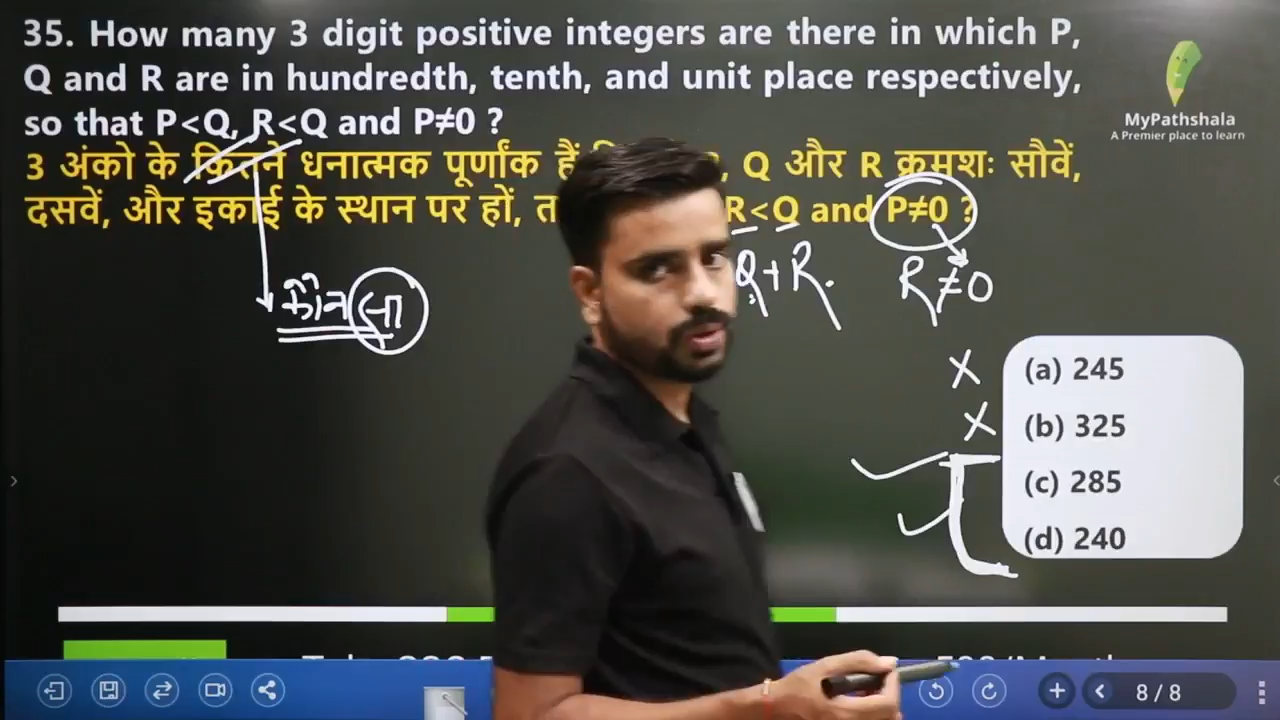 35. How many 3 digit positive integers are there in which P,
Q and R are in hundredth, tenth, and unit place respectively,
so that P<Q, R<Q and P≠0 ?
3 अंको के कितने धनात्मक पूर्णांक हैं Q और R क्रमशः सौवें,
दसवें, और इकाई के स्थान पर हों, R<Q and P≠0 ?
MyPathshala
A Premier place to learn
कौन सा
Q+R
R≠0
(a) 245
(b) 325
(c) 285
(d) 240
8 / 8